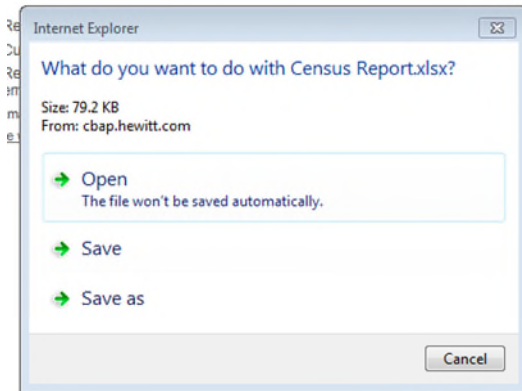 Internet Explorer
What do you want to do with Census Report.xlsx?
Size: 79.2 KB
From: cbap.hewitt.com
Open
The file won't be saved automatically.
Save
Save as
Cancel